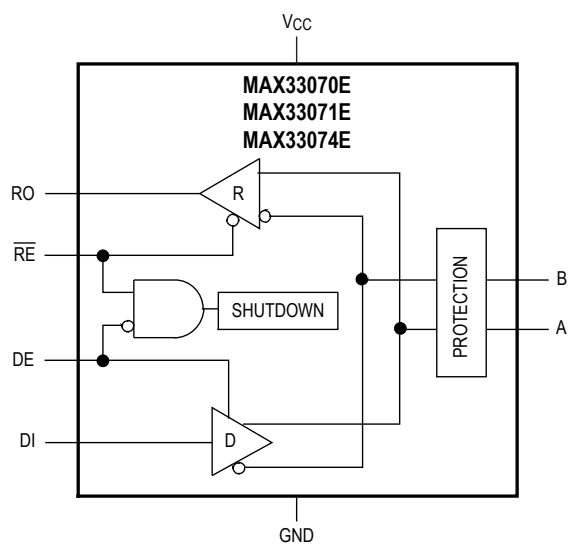 VCC
MAX33070E
MAX33071E
MAX33074E
RO
R
RE
SHUTDOWN
PROTECTION
B
A
DE
DI
D
GND